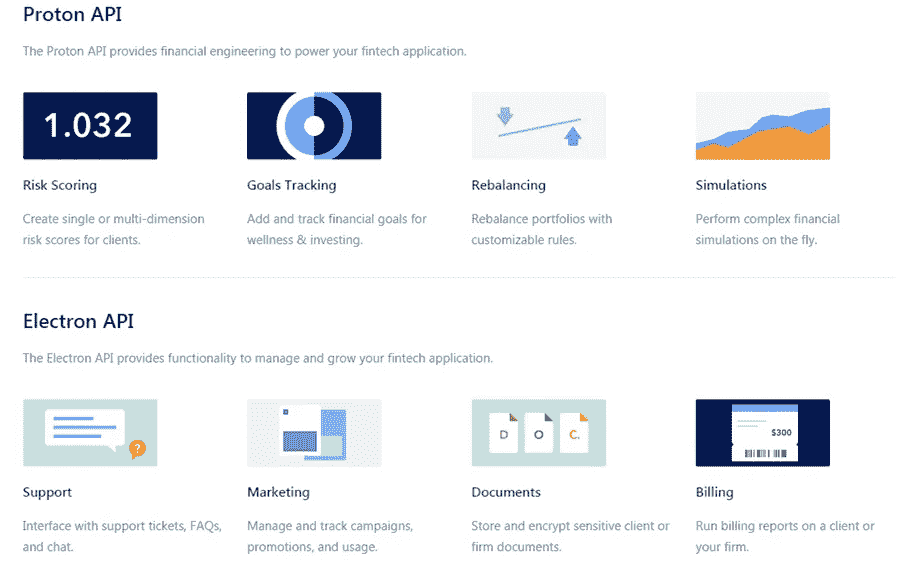 Proton API
The Proton API provides financial engineering to power your fintech application.
1.032
Risk Scoring
Create single or multi-dimension
risk scores for clients.
Goals Tracking
Add and track financial goals for
wellness & investing.
Rebalancing
Rebalance portfolios with
customizable rules.
Simulations
Perform complex financial
simulations on the fly.
Electron API
The Electron API provides functionality to manage and grow your fintech application.
?
Support
Interface with support tickets, FAQs,
and chat.
Marketing
Manage and track campaigns,
promotions, and usage.
D O C.
Documents
Store and encrypt sensitive client or
firm documents.
$300
Billing
Run billing reports on a client or
your firm.